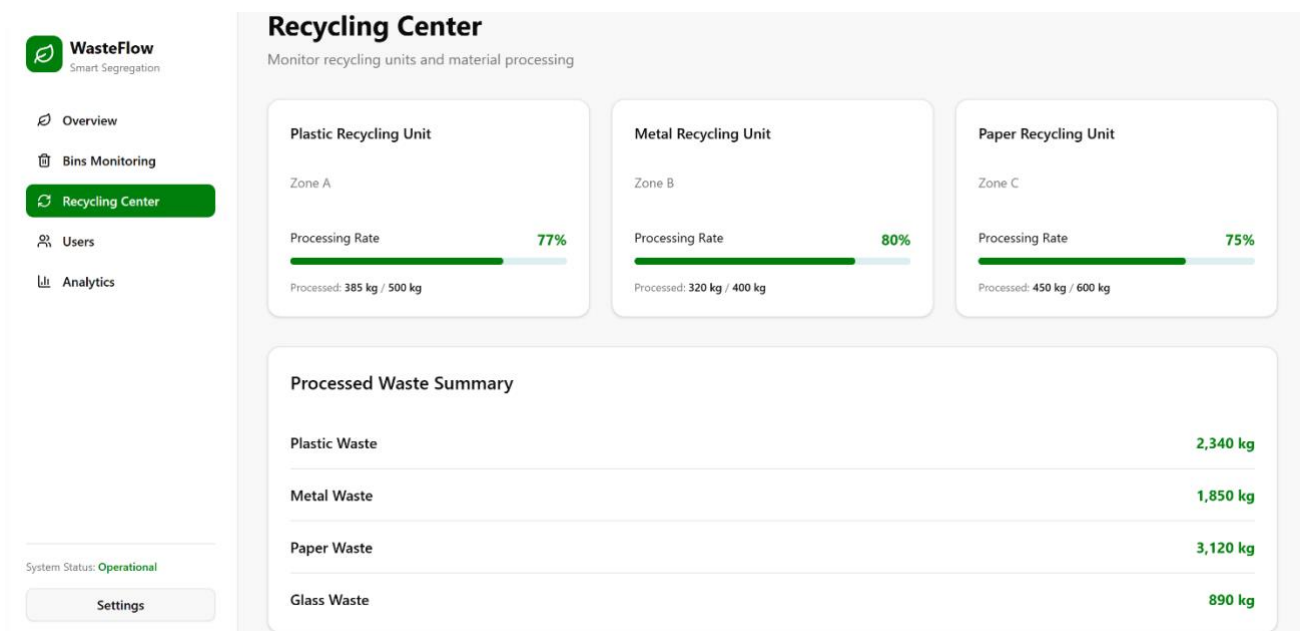 WasteFlow
Smart Segregation
Overview
Bins Monitoring
Recycling Center
Users
Analytics
System Status: Operational
Settings
Recycling Center
Monitor recycling units and material processing
Plastic Recycling Unit
Zone A
Processing Rate 77%
Processed: 385 kg / 500 kg
Metal Recycling Unit
Zone B
Processing Rate 80%
Processed: 320 kg / 400 kg
Paper Recycling Unit
Zone C
Processing Rate 75%
Processed: 450 kg / 600 kg
Processed Waste Summary
Plastic Waste 2,340 kg
Metal Waste 1,850 kg
Paper Waste 3,120 kg
Glass Waste 890 kg